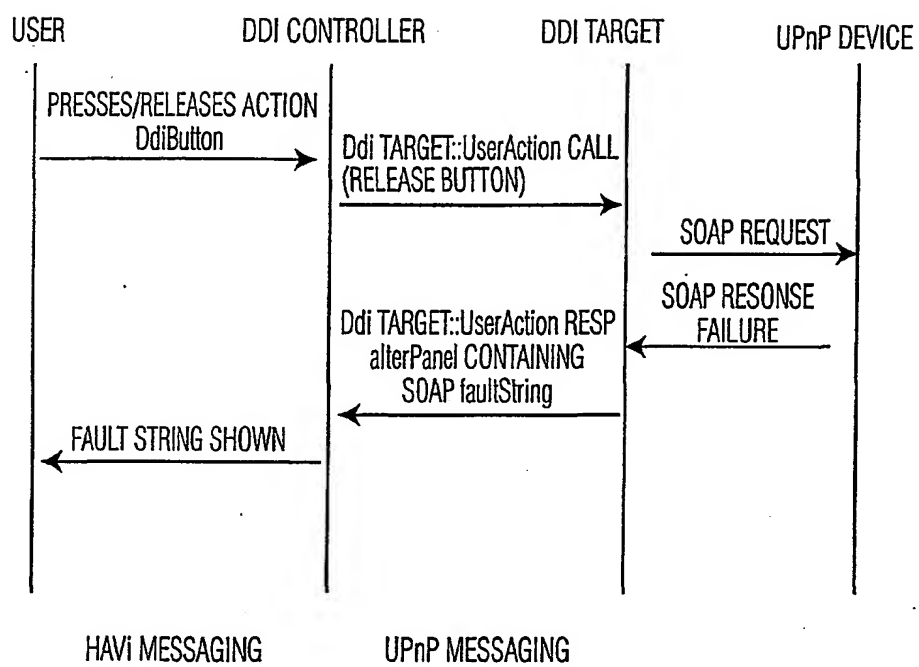 USER DDI CONTROLLER DDI TARGET UPnP DEVICE
PRESSES/RELEASES ACTION
DdiButton
Ddi TARGET::UserAction CALL
(RELEASE BUTTON)
SOAP REQUEST
SOAP RESONSE
FAILURE
Ddi TARGET::UserAction RESP
alterPanel CONTAINING
SOAP faultString
FAULT STRING SHOWN
HAVi MESSAGING UPnP MESSAGING